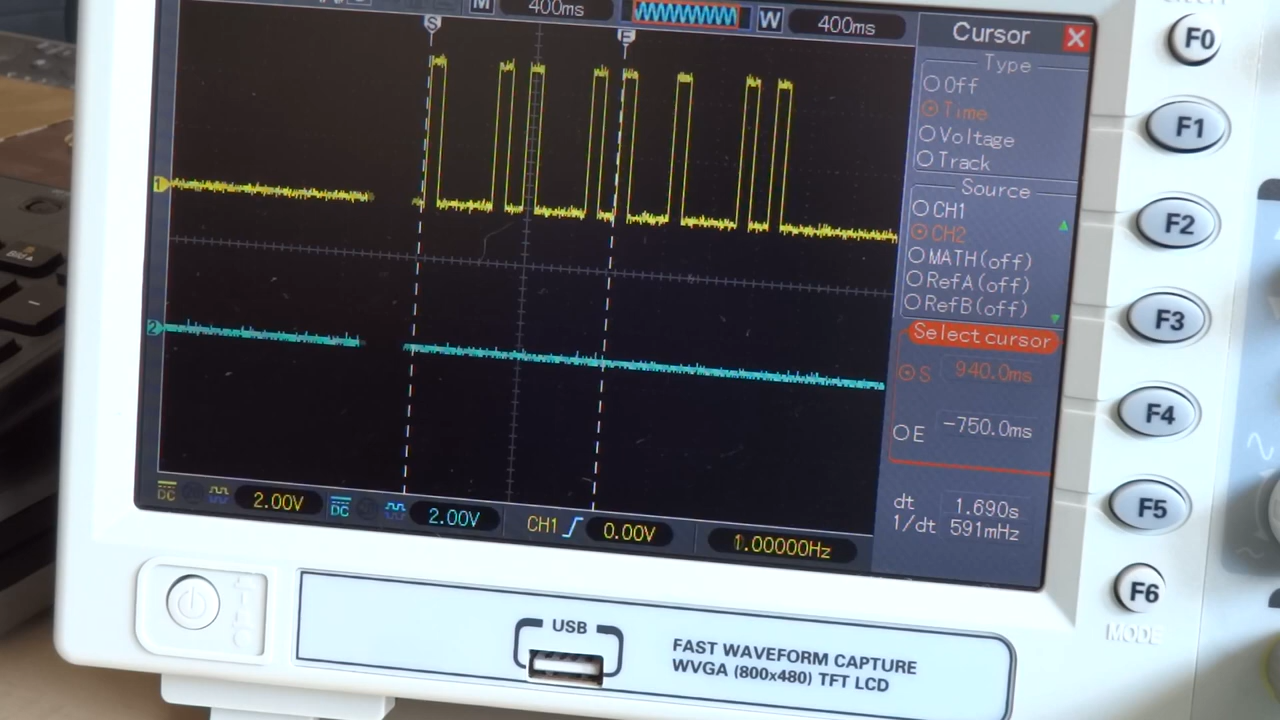 M 400ms W 400ms
S E
Cursor X
Type
Off
Time
Voltage
Track
Source
CH1
CH2
MATH(off)
RefA(off)
RefB(off)
Select cursor
S 940.0ms
E -750.0ms
dt 1.690s
1/dt 591mHz
1
2
DC 2.00V DC 2.00V CH1 0.00V 1.00000Hz
F0
F1
F2
F3
F4
F5
F6
MODE
USB
FAST WAVEFORM CAPTURE
WVGA (800x480) TFT LCD